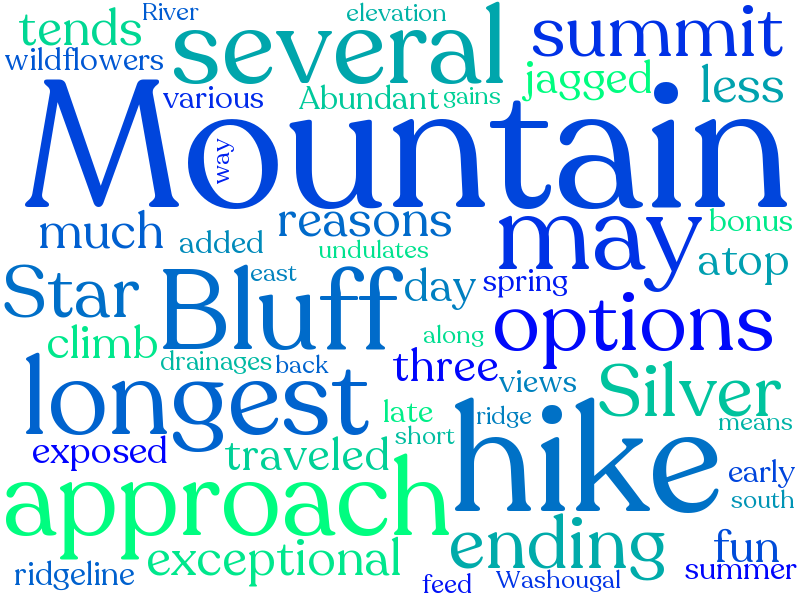 River elevation
tends several summit
wildflowers jagged less
various Abundant gains
Mountain
way
much reasons may bonus
added undulates atop
Star Bluff east day spring
climb along options
drainages back three views
longest Silver
late ridge means
exposed traveled short hike early
approach south
exceptional ending fun
ridgeline feed Washougal summer